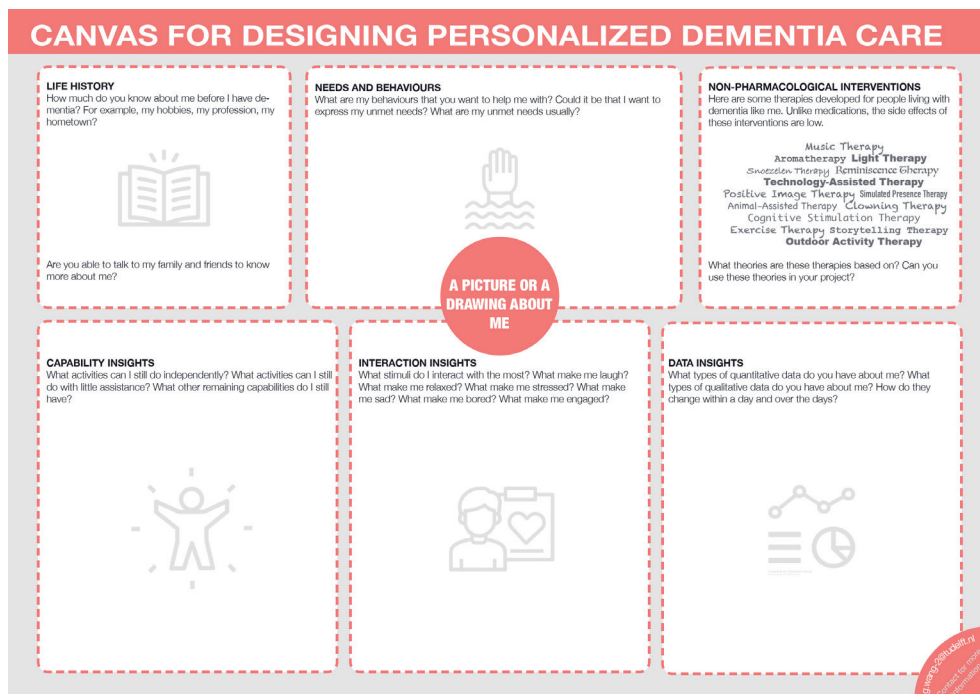 CANVAS FOR DESIGNING PERSONALIZED DEMENTIA CARE
LIFE HISTORY
How much do you know about me before I have de-
mentia? For example, my hobbies, my profession, my
hometown?
Are you able to talk to my family and friends to know
more about me?
NEEDS AND BEHAVIOURS
What are my behaviours that you want to help me with? Could it be that I want to
express my unmet needs? What are my unmet needs usually?
NON-PHARMACOLOGICAL INTERVENTIONS
Here are some therapies developed for people living with
dementia like me. Unlike medications, the side effects of
these interventions are low.
Music Therapy
Aromatherapy Light Therapy
Snoezelen Therapy Reminiscence Therapy
Technology-Assisted Therapy
Positive Image Therapy Simulated Presence Therapy
Animal-Assisted Therapy Clowning Therapy
Cognitive Stimulation Therapy
Exercise Therapy Storytelling Therapy
Outdoor Activity Therapy
What theories are these therapies based on? Can you
use these theories in your project?
A PICTURE OR A
DRAWING ABOUT
ME
CAPABILITY INSIGHTS
What activities can I still do independently? What activities can I still
do with little assistance? What other remaining capabilities do I still
have?
INTERACTION INSIGHTS
What stimuli do I interact with the most? What make me laugh?
What make me relaxed? What make me stressed? What make
me sad? What make me bored? What make me engaged?
DATA INSIGHTS
What types of quantitative data do you have about me? What
types of qualitative data do you have about me? How do they
change within a day and over the days?
g.wang-2@tudelft.nl
Contact for more